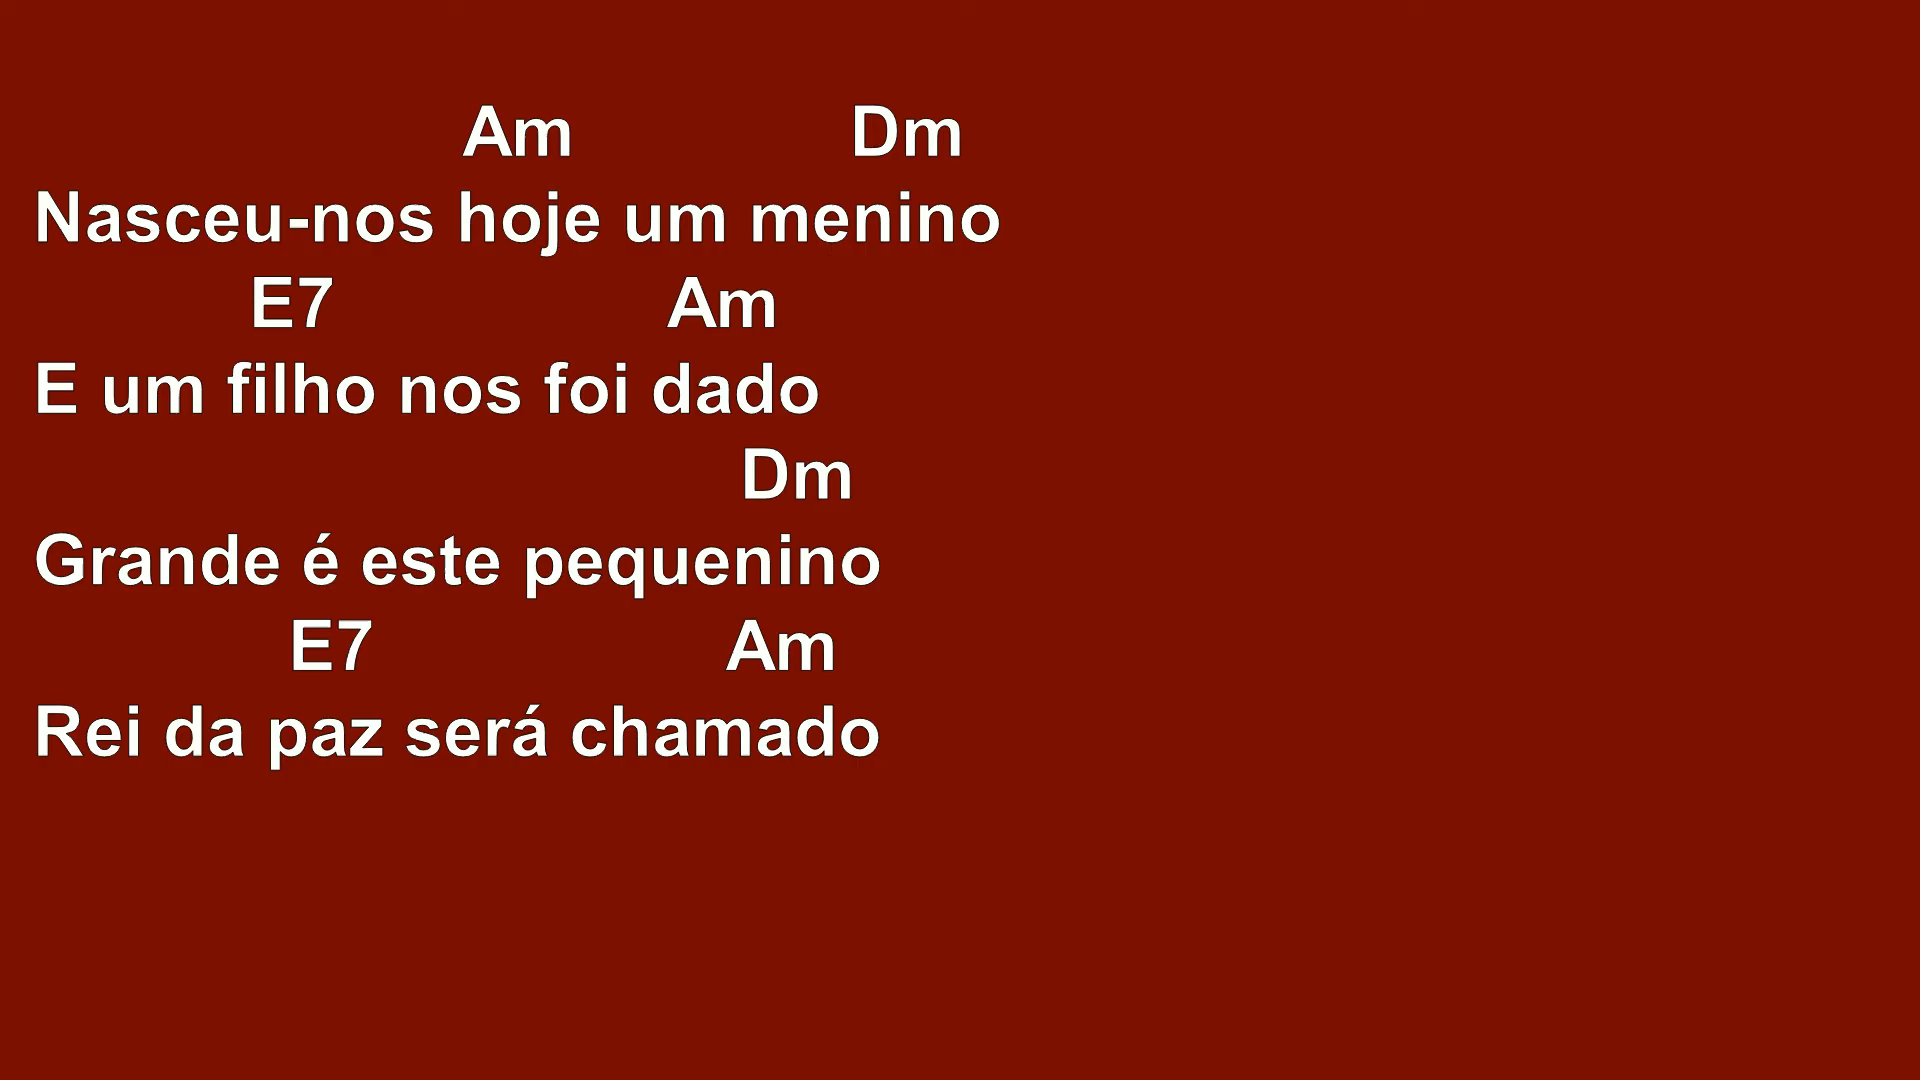 Am Dm
Nasceu-nos hoje um menino
E7 Am
E um filho nos foi dado
Dm
Grande é este pequenino
E7 Am
Rei da paz será chamado